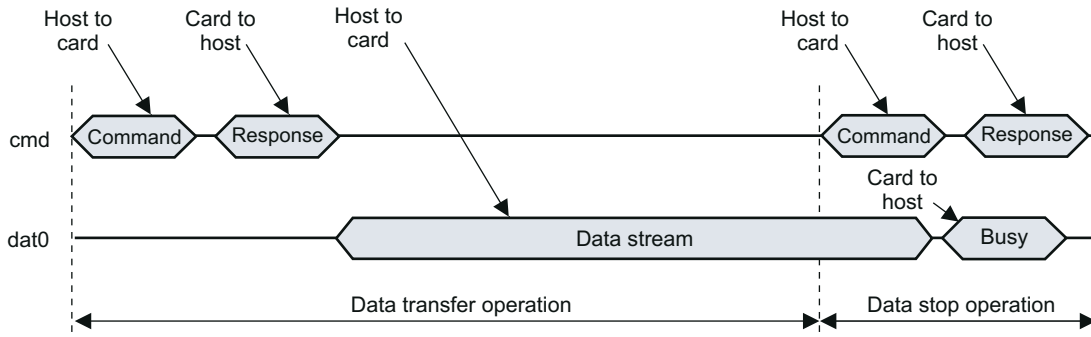 Host to
card
Card to
host
Host to
card
Host to
card
Card to
host
cmd
Command
Response
Command
Response
Card to
host
dat0
Data stream
Busy
Data transfer operation
Data stop operation